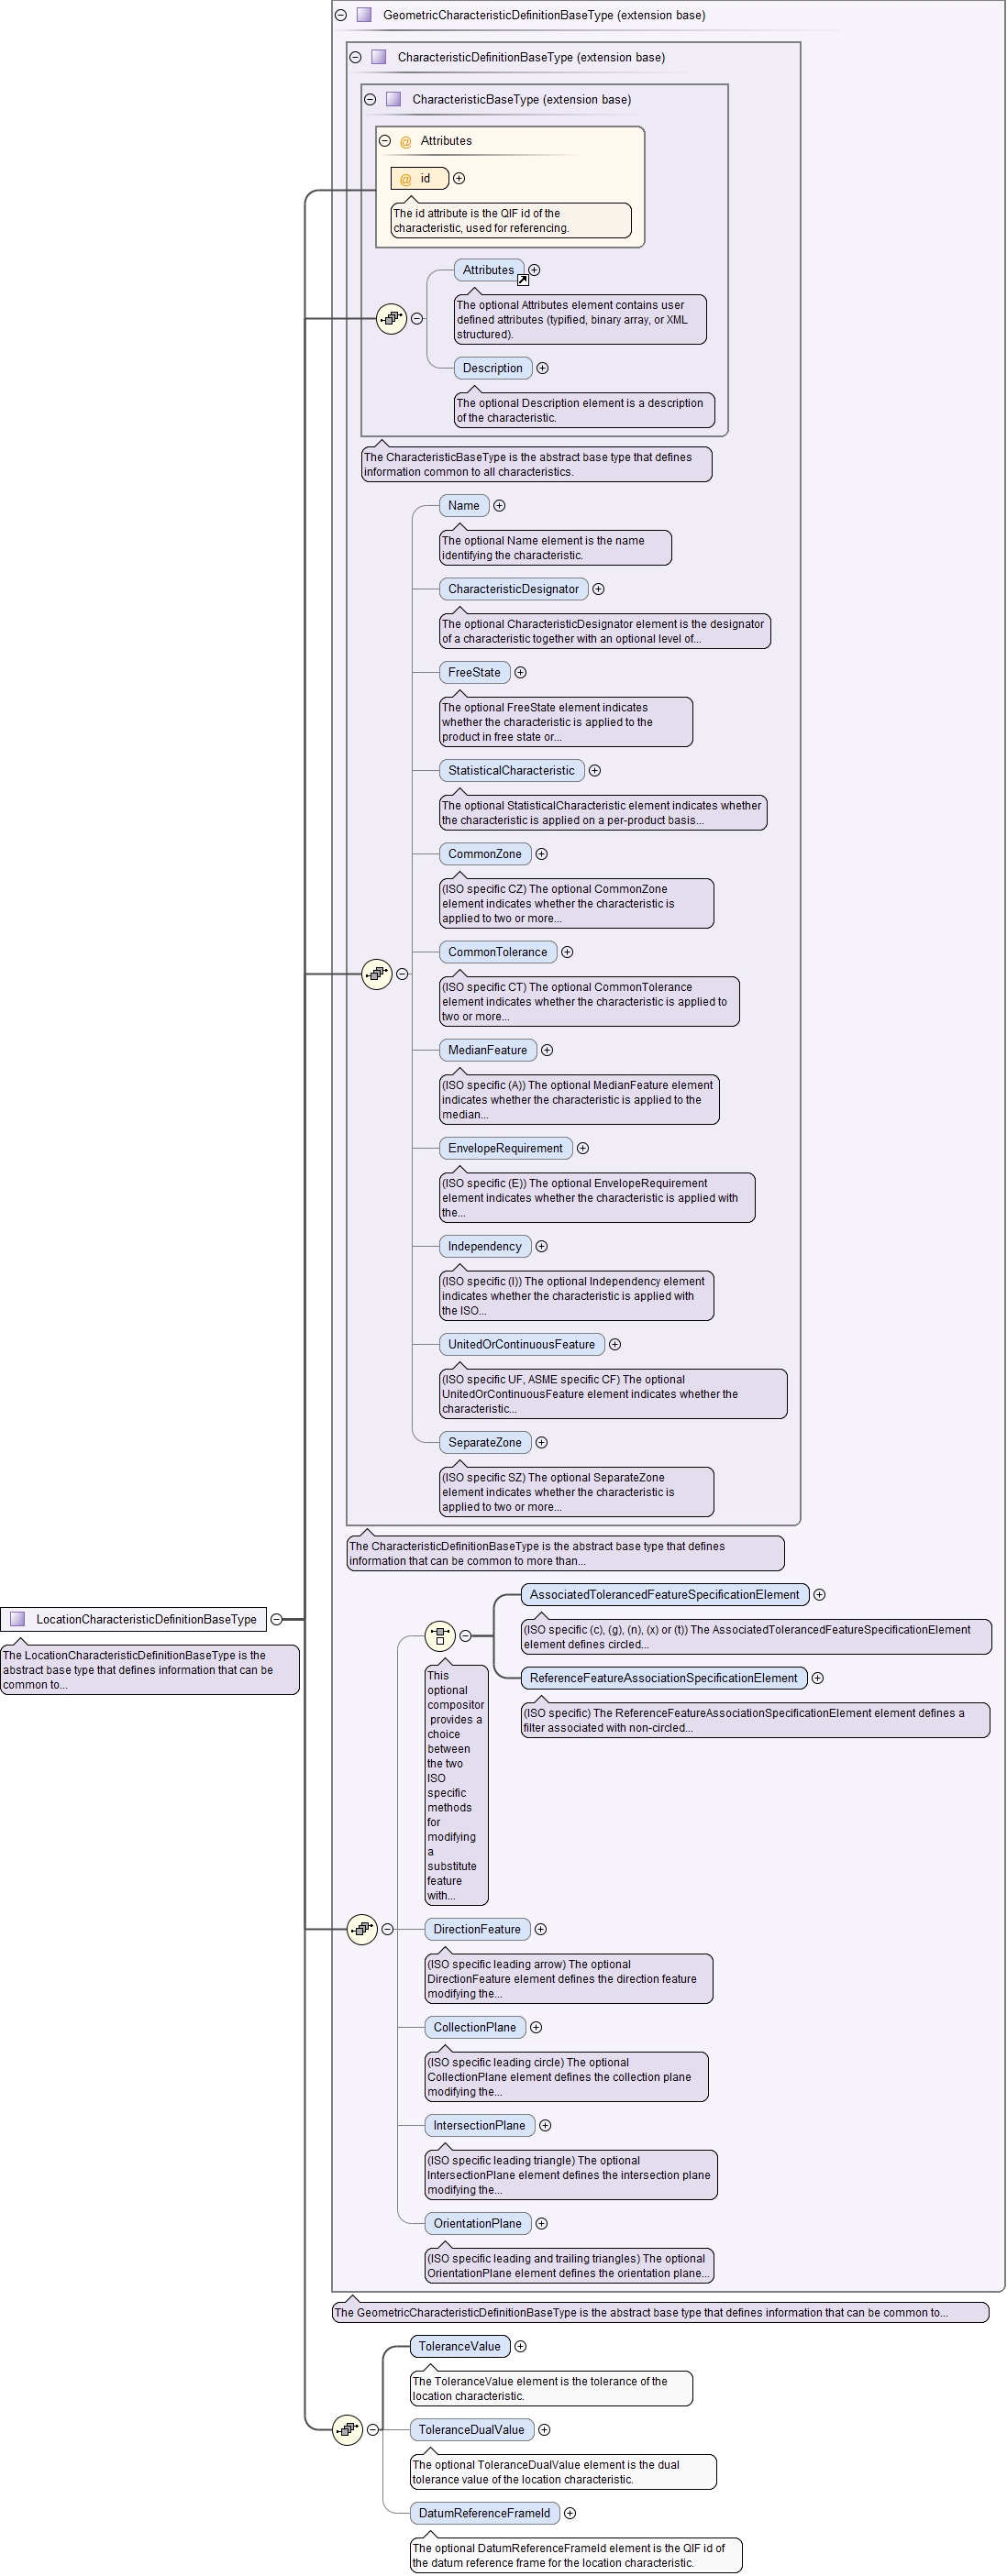 GeometricCharacteristicDefinitionBaseType (extension base)
CharacteristicDefinitionBaseType (extension base)
CharacteristicBaseType (extension base)
@ Attributes
@ id
The id attribute is the QIF id of the
characteristic, used for referencing.
Attributes
The optional Attributes element contains user
defined attributes (typified, binary array, or XML
structured).
Description
The optional Description element is a description
of the characteristic.
The CharacteristicBaseType is the abstract base type that defines
information common to all characteristics.
Name
The optional Name element is the name
identifying the characteristic.
CharacteristicDesignator
The optional CharacteristicDesignator element is the designator
of a characteristic together with an optional level of...
FreeState
The optional FreeState element indicates
whether the characteristic is applied to the
product in free state or...
StatisticalCharacteristic
The optional StatisticalCharacteristic element indicates whether
the characteristic is applied on a per-product basis...
CommonZone
(ISO specific CZ) The optional CommonZone
element indicates whether the characteristic is
applied to two or more...
CommonTolerance
(ISO specific CT) The optional CommonTolerance
element indicates whether the characteristic is applied to
two or more...
MedianFeature
(ISO specific (A)) The optional MedianFeature element
indicates whether the characteristic is applied to the
median...
EnvelopeRequirement
(ISO specific (E)) The optional EnvelopeRequirement
element indicates whether the characteristic is applied with
the...
Independency
(ISO specific (I)) The optional Independency element
indicates whether the characteristic is applied with
the ISO...
UnitedOrContinuousFeature
(ISO specific UF, ASME specific CF) The optional
UnitedOrContinuousFeature element indicates whether the
characteristic...
SeparateZone
(ISO specific SZ) The optional SeparateZone
element indicates whether the characteristic is
applied to two or more...
The CharacteristicDefinitionBaseType is the abstract base type that defines
information that can be common to more than...
AssociatedTolerancedFeatureSpecificationElement
(ISO specific (c), (g), (n), (x) or (t)) The AssociatedTolerancedFeatureSpecificationElement
element defines circled...
ReferenceFeatureAssociationSpecificationElement
(ISO specific) The ReferenceFeatureAssociationSpecificationElement element defines a
filter associated with non-circled...
This
optional
compositor
provides a
choice
between
the two
ISO
specific
methods
for
modifying
a
substitute
feature
with...
LocationCharacteristicDefinitionBaseType
The LocationCharacteristicDefinitionBaseType is the
abstract base type that defines information that can be
common to...
DirectionFeature
(ISO specific leading arrow) The optional
DirectionFeature element defines the direction feature
modifying the...
CollectionPlane
(ISO specific leading circle) The optional
CollectionPlane element defines the collection plane
modifying the...
IntersectionPlane
(ISO specific leading triangle) The optional
IntersectionPlane element defines the intersection plane
modifying the...
OrientationPlane
(ISO specific leading and trailing triangles) The optional
OrientationPlane element defines the orientation plane...
The GeometricCharacteristicDefinitionBaseType is the abstract base type that defines information that can be common to...
ToleranceValue
The ToleranceValue element is the tolerance of the
location characteristic.
ToleranceDualValue
The optional ToleranceDualValue element is the dual
tolerance value of the location characteristic.
DatumReferenceFrameId
The optional DatumReferenceFrameId element is the QIF id of
the datum reference frame for the location characteristic.